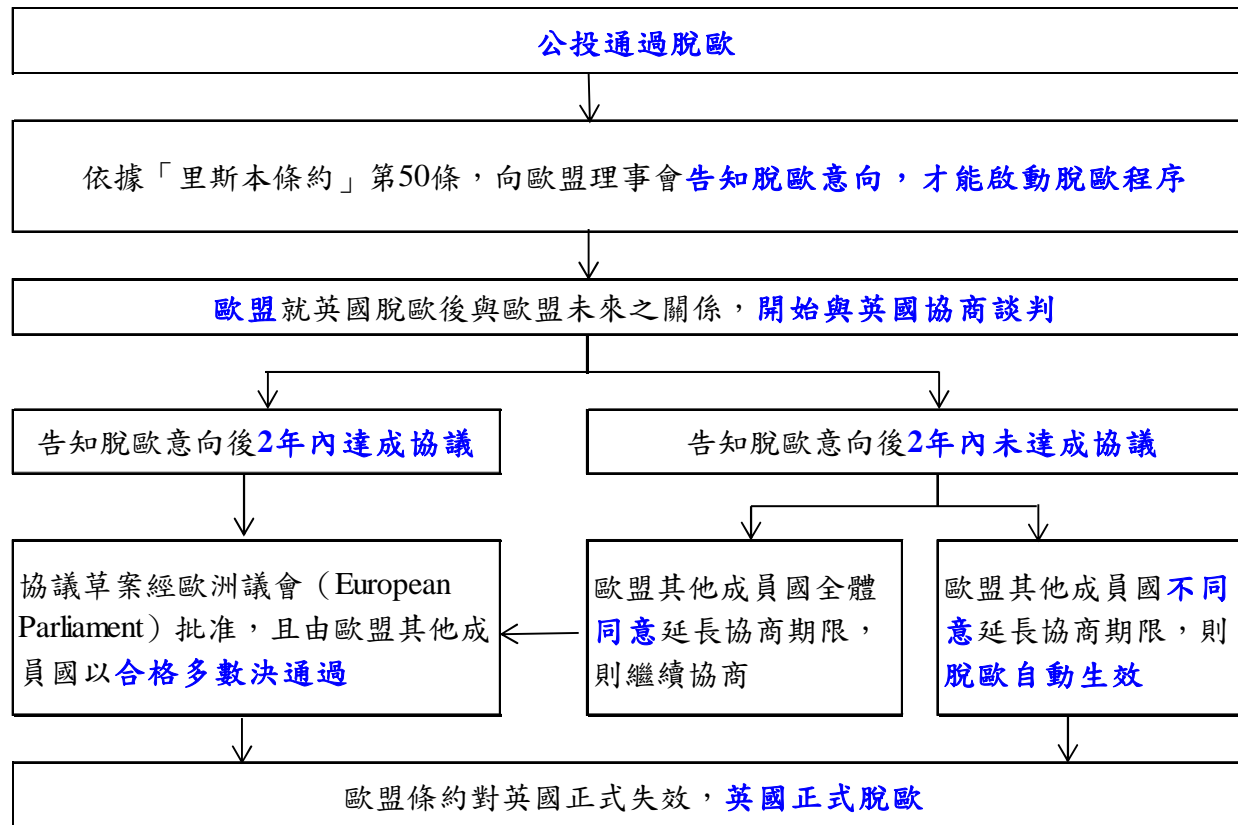 公投通過脫歐
依據「里斯本條約」第50條，向歐盟理事會告知脫歐意向，才能啟動脫歐程序
歐盟就英國脫歐後與歐盟未來之關係，開始與英國協商談判
告知脫歐意向後2年內達成協議
告知脫歐意向後2年內未達成協議
協議草案經歐洲議會（European
Parliament）批准，且由歐盟其他成
員國以合格多數決通過
歐盟其他成員國全體
同意延長協商期限，
則繼續協商
歐盟其他成員國不同
意延長協商期限，則
脫歐自動生效
歐盟條約對英國正式失效，英國正式脫歐